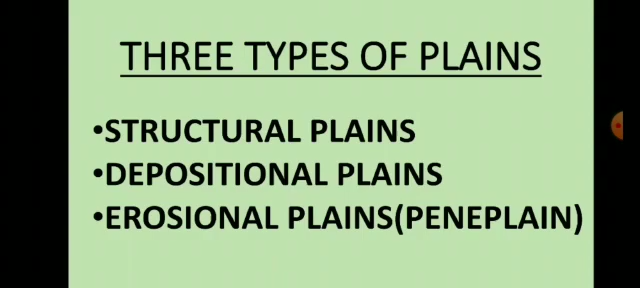 THREE TYPES OF PLAINS
•STRUCTURAL PLAINS
•DEPOSITIONAL PLAINS
•EROSIONAL PLAINS(PENEPLAIN)